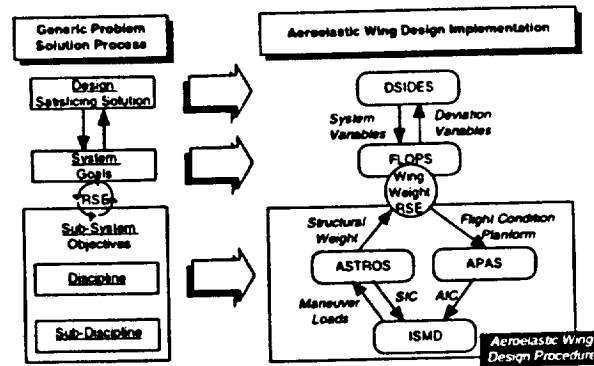 Generic Problem
Solution Process
Aeroelastic Wing Design Implementation
Design
Satisficing Solution
System
Goals
RSE
Sub-System
Objectives
Discipline
Sub-Discipline
DSIDES
System
Variables
Deviation
Variables
FLOPS
Wing
Weight
RSE
Structural
Weight
Flight Condition
Planform
ASTROS
APAS
Maneuver
Loads
SIC
AIC
ISMD
Aeroelastic Wing
Design Procedure